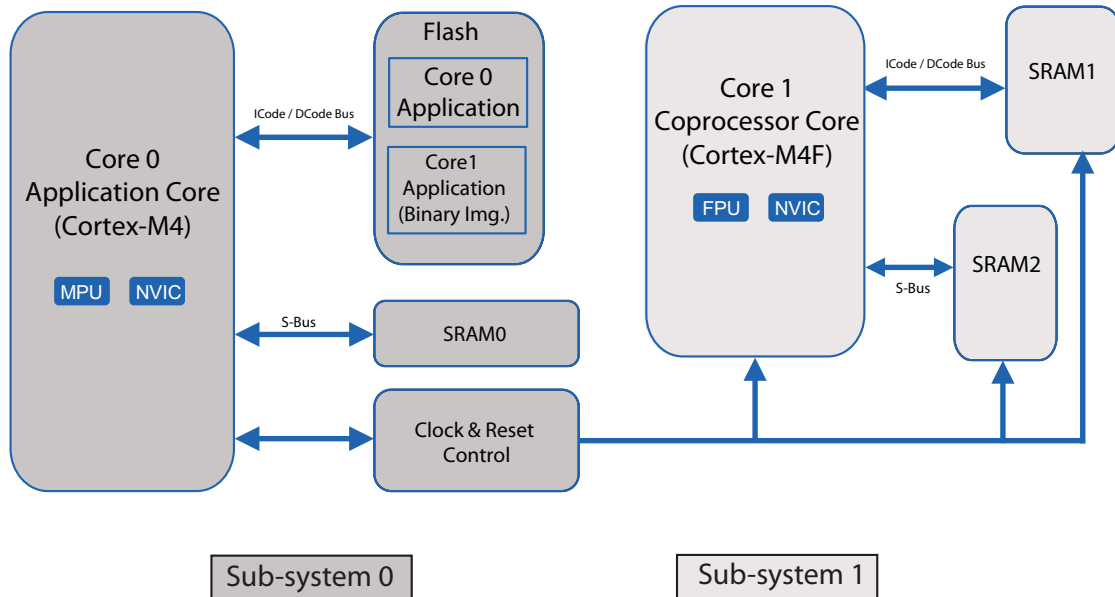 Core 0
Application Core
(Cortex-M4)
MPU
NVIC
ICode / DCode Bus
Flash
Core 0
Application
Core1
Application
(Binary Img.)
S-Bus
SRAM0
Clock & Reset
Control
Core 1
Coprocessor Core
(Cortex-M4F)
FPU
NVIC
ICode / DCode Bus
SRAM1
S-Bus
SRAM2
Sub-system 0
Sub-system 1